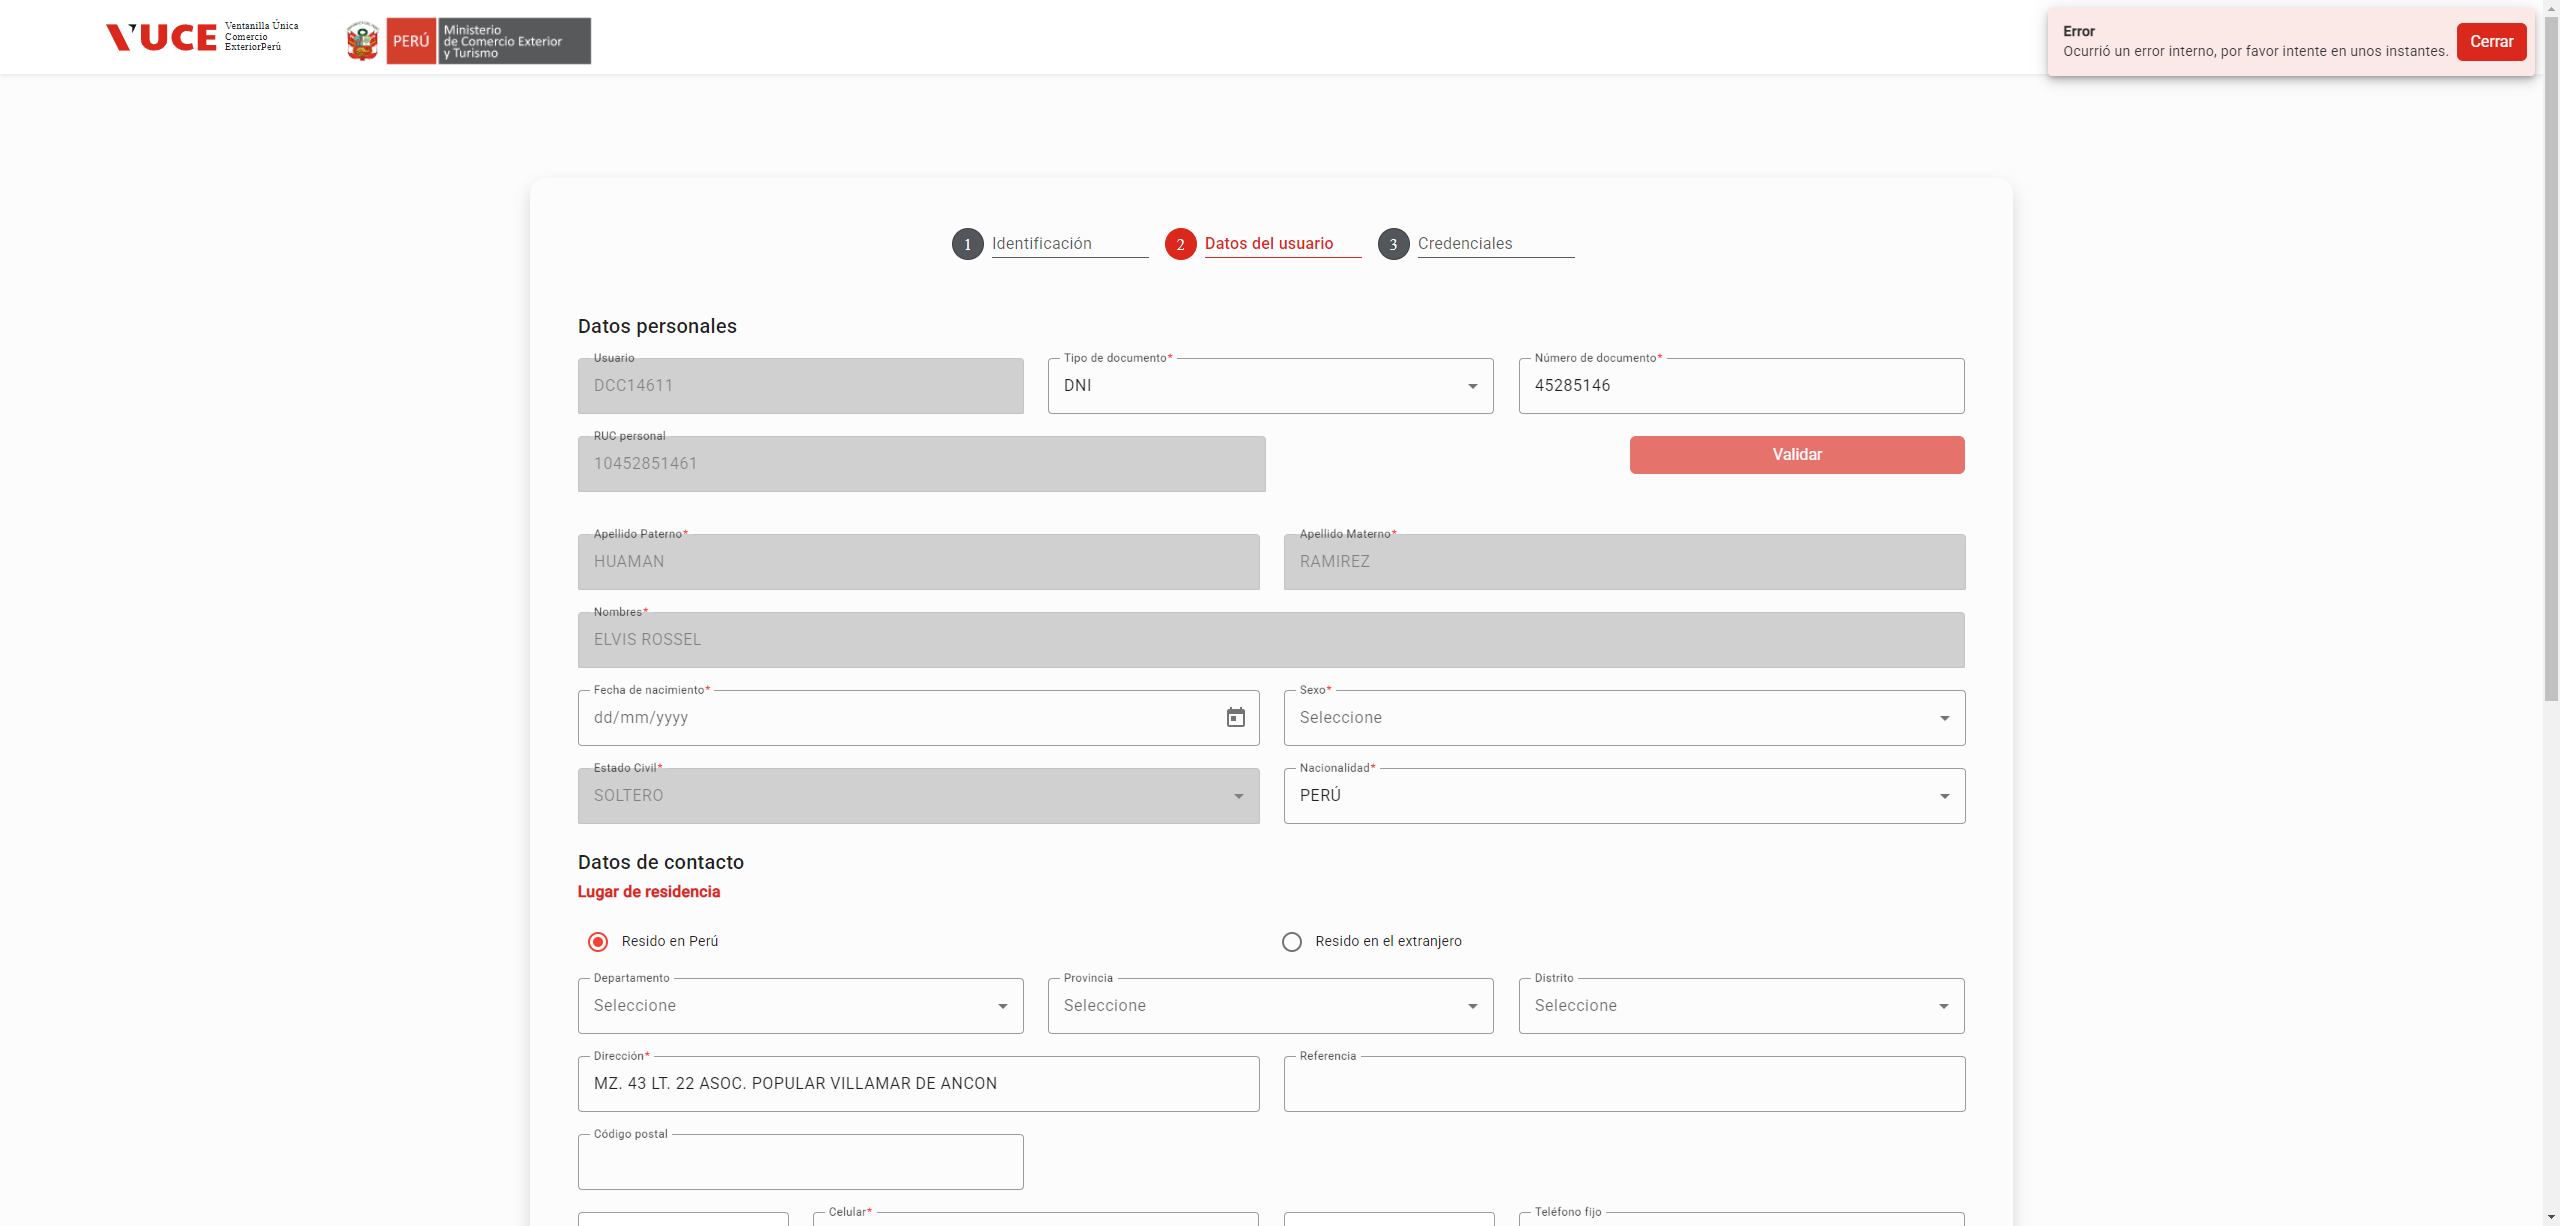 VUCE
Ventanilla Única
Comercio
ExteriorPerú
PERÚ
Ministerio
de Comercio Exterior
y Turismo
Error
Ocurrió un error interno, por favor intente en unos instantes.
Cerrar
1 Identificación
2 Datos del usuario
3 Credenciales
Datos personales
Usuario
DCC14611
Tipo de documento*
DNI
Número de documento*
45285146
RUC personal
10452851461
Validar
Apellido Paterno*
HUAMAN
Apellido Materno*
RAMIREZ
Nombres*
ELVIS ROSSEL
Fecha de nacimiento*
dd/mm/yyyy
Sexo*
Seleccione
Estado Civil*
SOLTERO
Nacionalidad*
PERÚ
Datos de contacto
Lugar de residencia
Resido en Perú
Resido en el extranjero
Departamento
Seleccione
Provincia
Seleccione
Distrito
Seleccione
Dirección*
MZ. 43 LT. 22 ASOC. POPULAR VILLAMAR DE ANCON
Referencia
Código postal
Celular*
Teléfono fijo